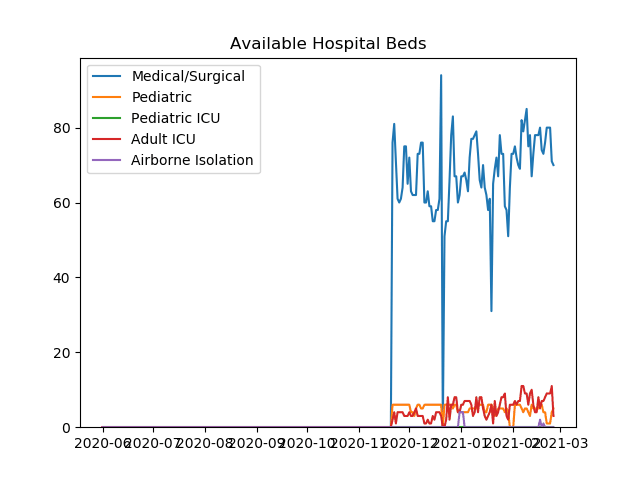 Available Hospital Beds
Medical/Surgical
Pediatric
Pediatric ICU
Adult ICU
Airborne Isolation
80
60
40
20
0
2020-06 2020-07 2020-08 2020-09 2020-10 2020-11 2020-12 2021-01 2021-02 2021-03